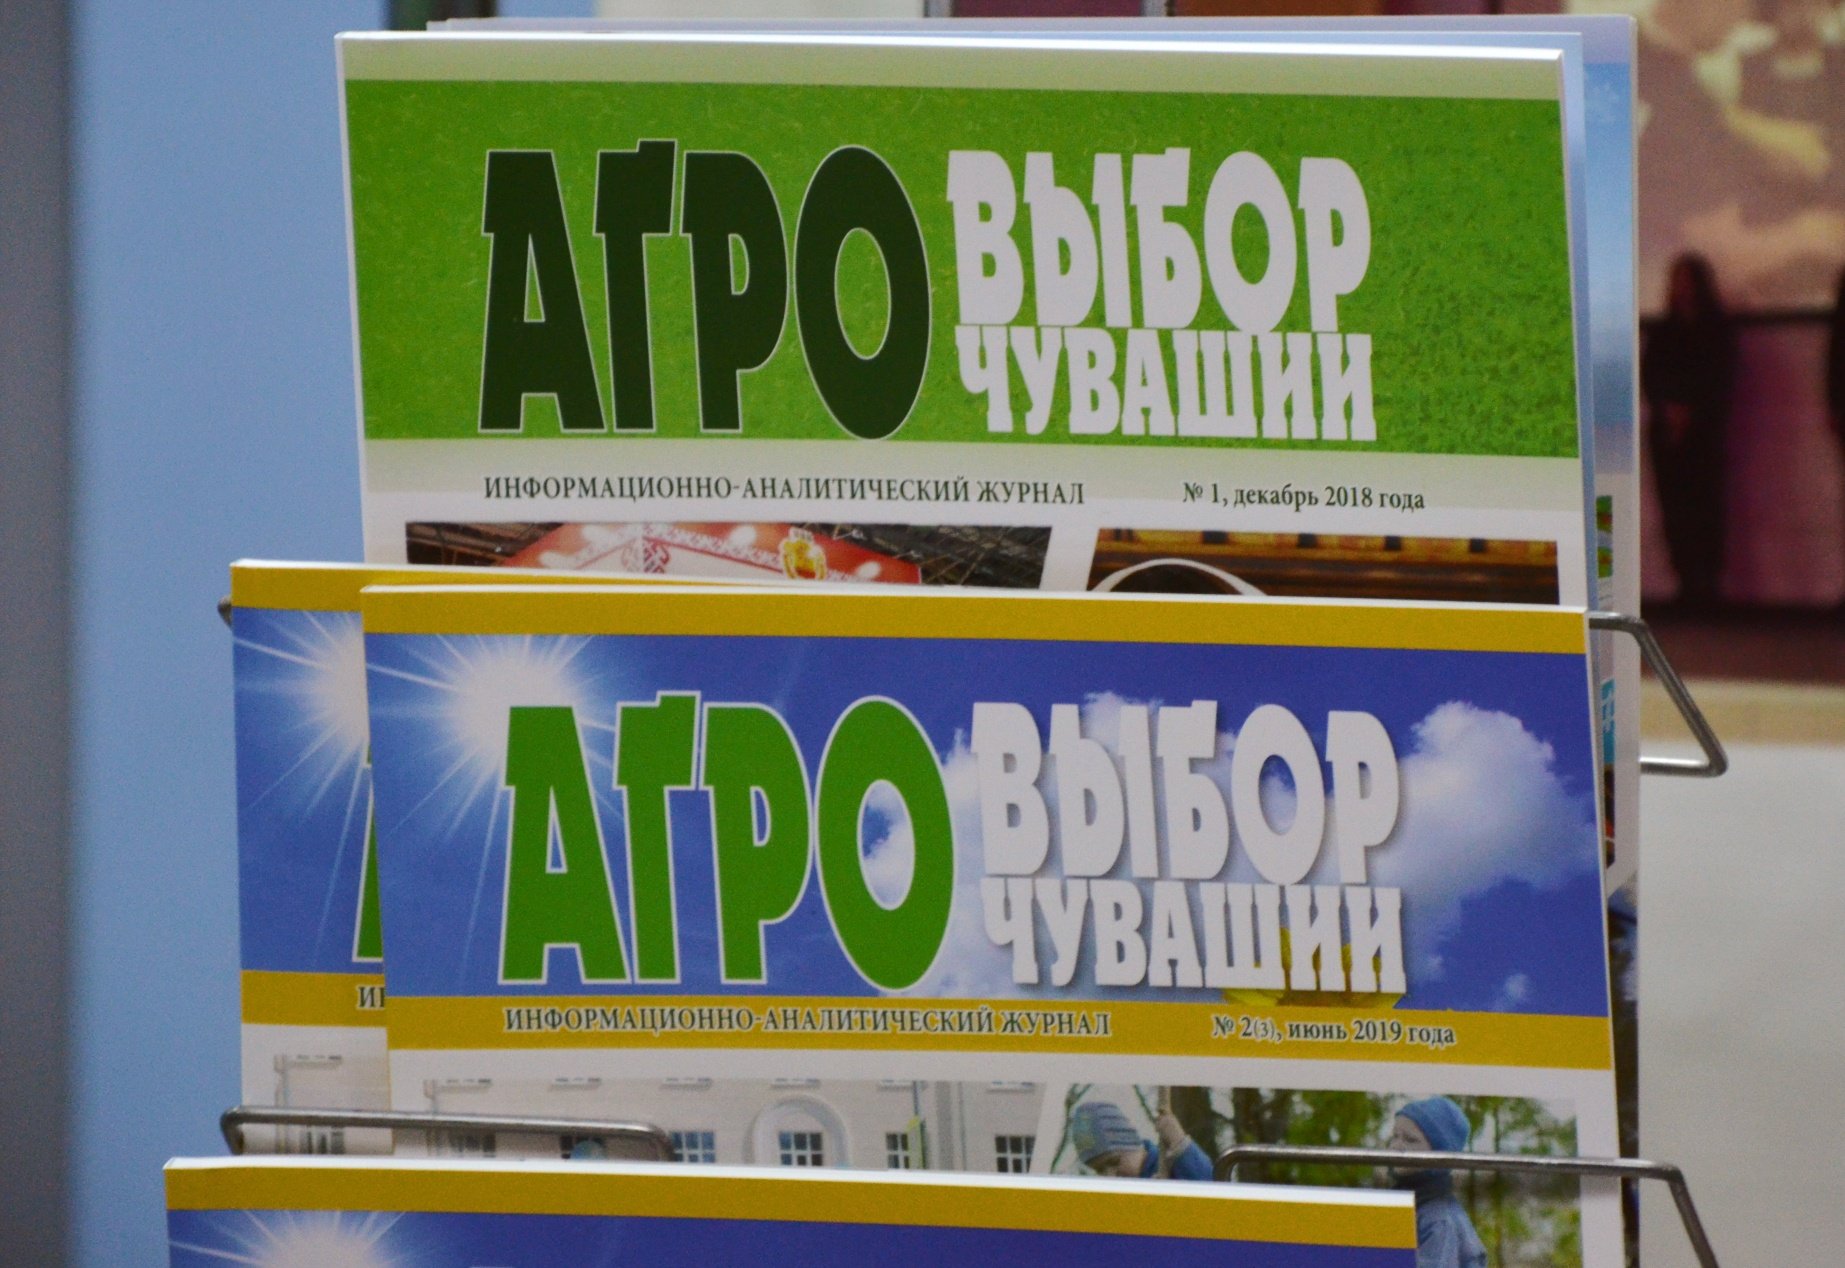 АГРО ВЫБОР
ЧУВАШИИ
ИНФОРМАЦИОННО-АНАЛИТИЧЕСКИЙ ЖУРНАЛ № 1, декабрь 2018 года
АГРО ВЫБОР
ЧУВАШИИ
ИНФОРМАЦИОННО-АНАЛИТИЧЕСКИЙ ЖУРНАЛ № 2(3), июнь 2019 года